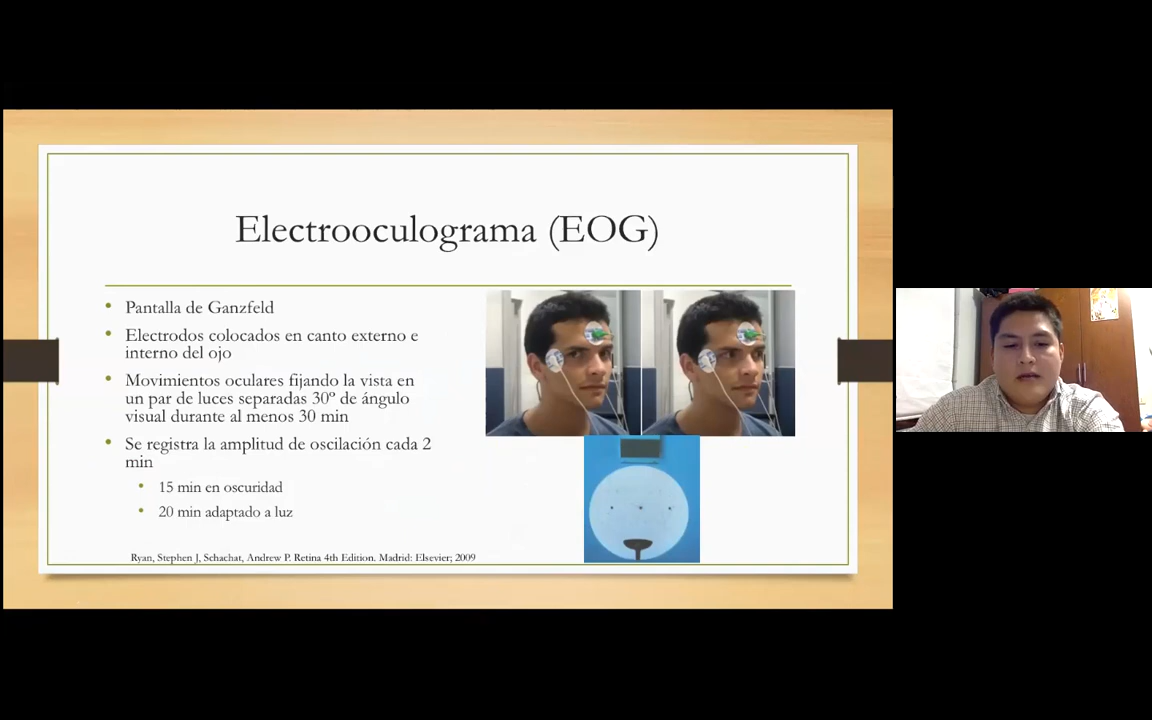 Electrooculograma (EOG)
• Pantalla de Ganzfeld
• Electrodos colocados en canto externo e
interno del ojo
• Movimientos oculares fijando la vista en
un par de luces separadas 30º de ángulo
visual durante al menos 30 min
• Se registra la amplitud de oscilación cada 2
min
• 15 min en oscuridad
• 20 min adaptado a luz
Ryan, Stephen J, Schachat, Andrew P. Retina 4th Edition. Madrid: Elsevier; 2009